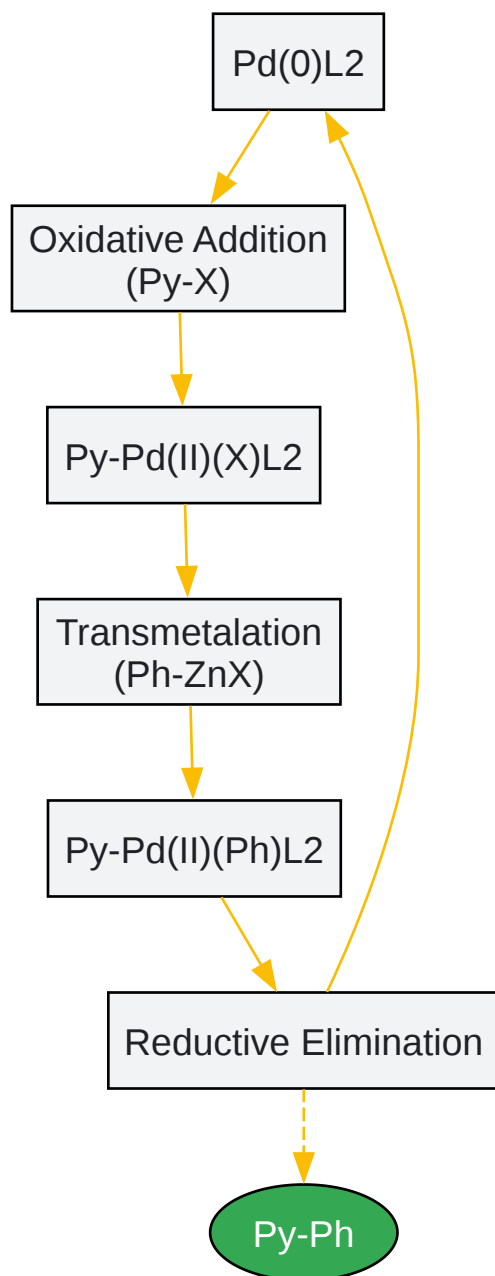 Pd(0)L2
Oxidative Addition
(Py-X)
Py-Pd(II)(X)L2
Transmetalation
(Ph-ZnX)
Py-Pd(II)(Ph)L2
Reductive Elimination
Py-Ph